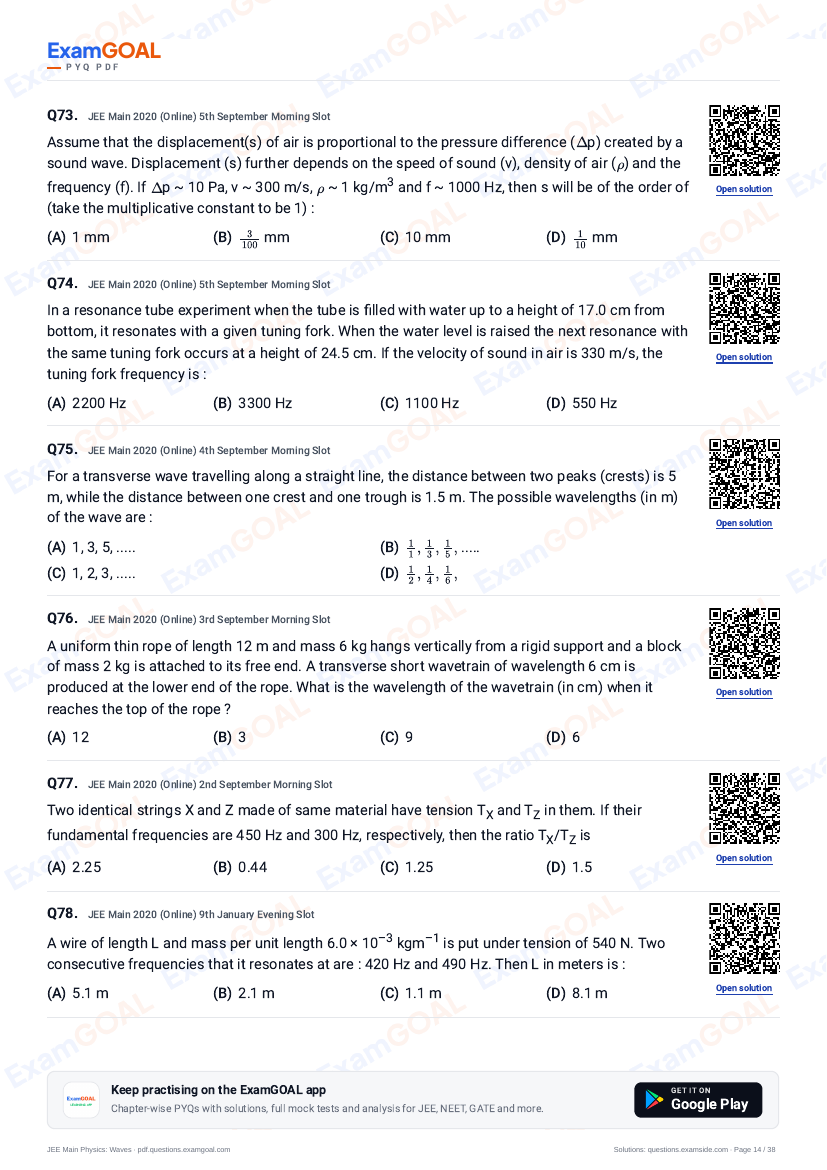 ExamGOAL
PYQ PDF
Q73. JEE Main 2020 (Online) 5th September Morning Slot
Assume that the displacement(s) of air is proportional to the pressure difference (Δp) created by a
sound wave. Displacement (s) further depends on the speed of sound (v), density of air (ρ) and the
frequency (f). If Δp ~ 10 Pa, v ~ 300 m/s, ρ ~ 1 kg/m³ and f ~ 1000 Hz, then s will be of the order of
(take the multiplicative constant to be 1) :
(A) 1 mm (B) 3/100 mm (C) 10 mm (D) 1/10 mm
Open solution
Q74. JEE Main 2020 (Online) 5th September Morning Slot
In a resonance tube experiment when the tube is filled with water up to a height of 17.0 cm from
bottom, it resonates with a given tuning fork. When the water level is raised the next resonance with
the same tuning fork occurs at a height of 24.5 cm. If the velocity of sound in air is 330 m/s, the
tuning fork frequency is :
(A) 2200 Hz (B) 3300 Hz (C) 1100 Hz (D) 550 Hz
Open solution
Q75. JEE Main 2020 (Online) 4th September Morning Slot
For a transverse wave travelling along a straight line, the distance between two peaks (crests) is 5
m, while the distance between one crest and one trough is 1.5 m. The possible wavelengths (in m)
of the wave are :
(A) 1, 3, 5, ..... (B) 1/1, 1/3, 1/5, .....
(C) 1, 2, 3, ..... (D) 1/2, 1/4, 1/6,
Open solution
Q76. JEE Main 2020 (Online) 3rd September Morning Slot
A uniform thin rope of length 12 m and mass 6 kg hangs vertically from a rigid support and a block
of mass 2 kg is attached to its free end. A transverse short wavetrain of wavelength 6 cm is
produced at the lower end of the rope. What is the wavelength of the wavetrain (in cm) when it
reaches the top of the rope ?
(A) 12 (B) 3 (C) 9 (D) 6
Open solution
Q77. JEE Main 2020 (Online) 2nd September Morning Slot
Two identical strings X and Z made of same material have tension T_X and T_Z in them. If their
fundamental frequencies are 450 Hz and 300 Hz, respectively, then the ratio T_X/T_Z is
(A) 2.25 (B) 0.44 (C) 1.25 (D) 1.5
Open solution
Q78. JEE Main 2020 (Online) 9th January Evening Slot
A wire of length L and mass per unit length 6.0 × 10⁻³ kgm⁻¹ is put under tension of 540 N. Two
consecutive frequencies that it resonates at are : 420 Hz and 490 Hz. Then L in meters is :
(A) 5.1 m (B) 2.1 m (C) 1.1 m (D) 8.1 m
Open solution
ExamGOAL
Keep practising on the ExamGOAL app
Chapter-wise PYQs with solutions, full mock tests and analysis for JEE, NEET, GATE and more.
GET IT ON
Google Play
JEE Main Physics: Waves · pdf.questions.examgoal.com
Solutions: questions.examside.com · Page 14 / 38